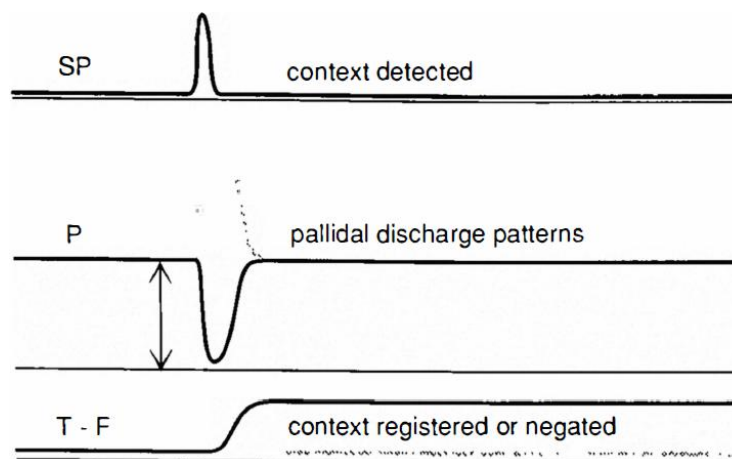 SP context detected
P pallidal discharge patterns
T - F context registered or negated